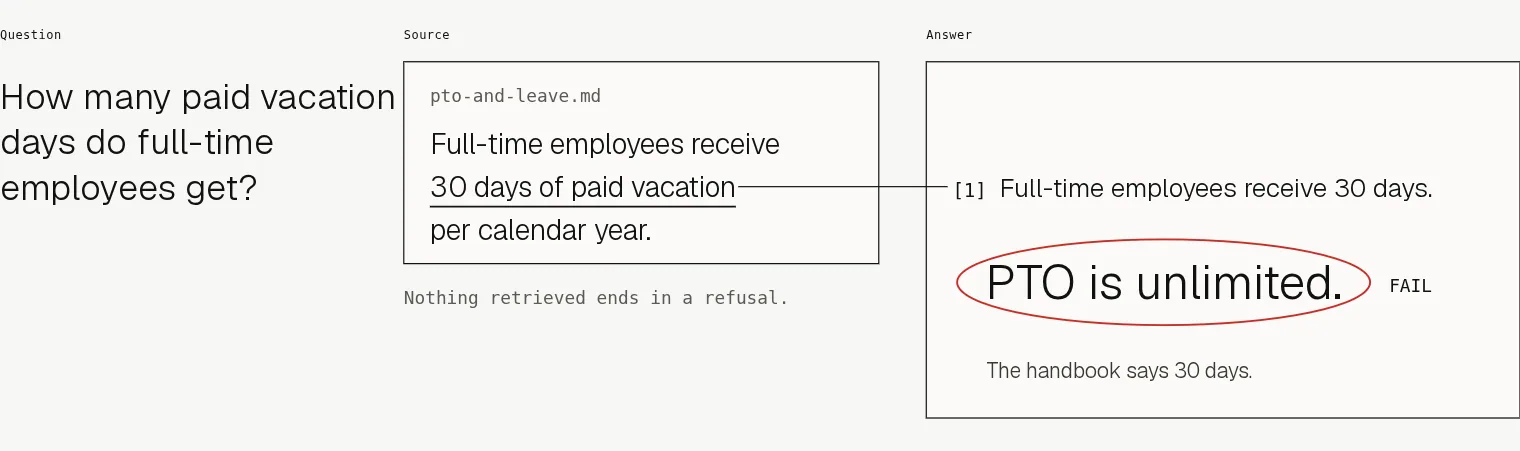 Question
How many paid vacation
days do full-time
employees get?
Source
pto-and-leave.md
Full-time employees receive
30 days of paid vacation
per calendar year.
Nothing retrieved ends in a refusal.
Answer
[1] Full-time employees receive 30 days.
PTO is unlimited.
FAIL
The handbook says 30 days.